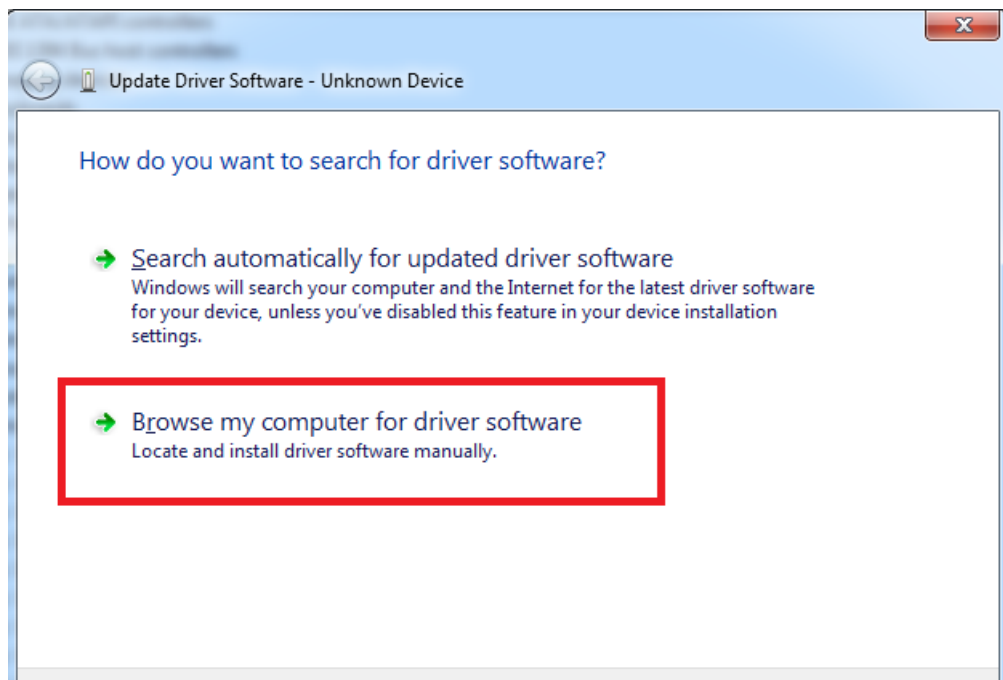 Update Driver Software - Unknown Device
How do you want to search for driver software?
Search automatically for updated driver software
Windows will search your computer and the Internet for the latest driver software
for your device, unless you've disabled this feature in your device installation
settings.
Browse my computer for driver software
Locate and install driver software manually.